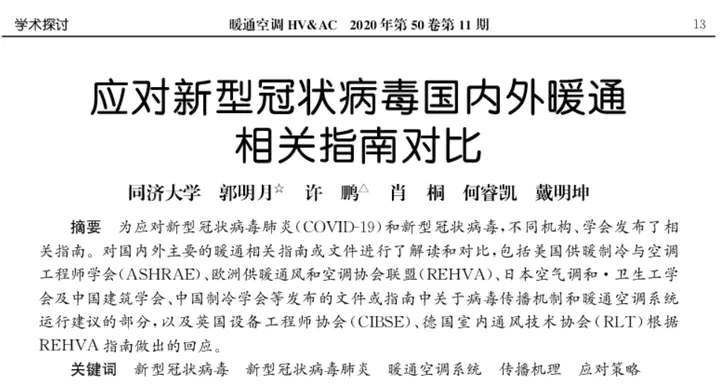 学术探讨 暖通空调HV&AC 2020年第50卷第11期 13
应对新型冠状病毒国内外暖通
相关指南对比
同济大学 郭明月☆ 许 鹏△ 肖 桐 何睿凯 戴明坤
摘要 为应对新型冠状病毒肺炎(COVID-19)和新型冠状病毒,不同机构、学会发布了相
关指南。对国内外主要的暖通相关指南或文件进行了解读和对比,包括美国供暖制冷与空调
工程师学会(ASHRAE)、欧洲供暖通风和空调协会联盟(REHVA)、日本空气调和·卫生工学
会及中国建筑学会、中国制冷学会等发布的文件或指南中关于病毒传播机制和暖通空调系统
运行建议的部分,以及英国设备工程师协会(CIBSE)、德国室内通风技术协会(RLT)根据
REHVA指南做出的回应。
关键词 新型冠状病毒 新型冠状病毒肺炎 暖通空调系统 传播机理 应对策略